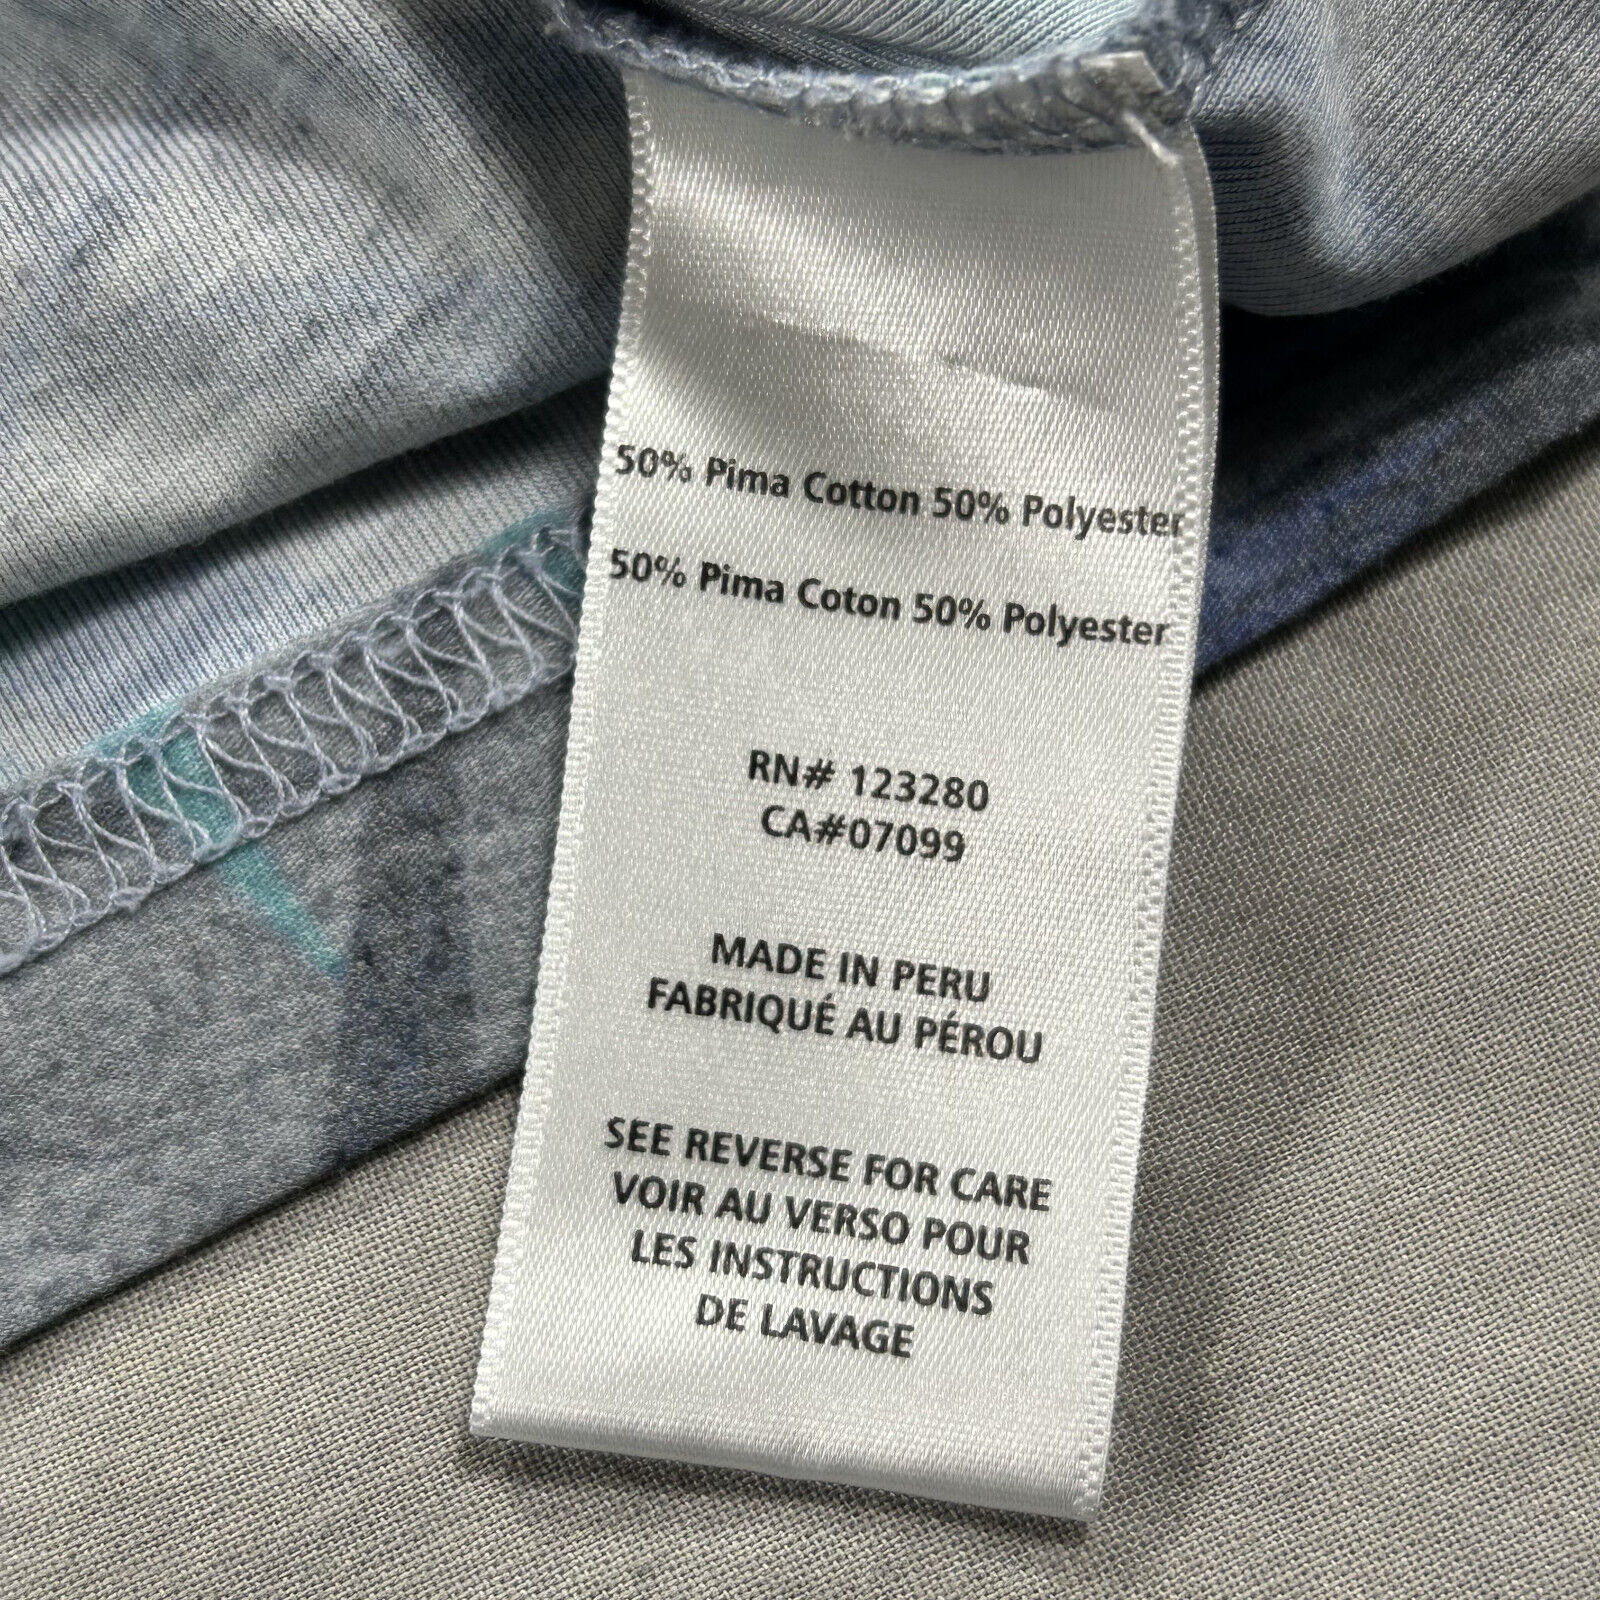 50% Pima Cotton 50% Polyester
50% Pima Coton 50% Polyester
RN# 123280
CA#07099
MADE IN PERU
FABRIQUÉ AU PÉROU
SEE REVERSE FOR CARE
VOIR AU VERSO POUR
LES INSTRUCTIONS
DE LAVAGE